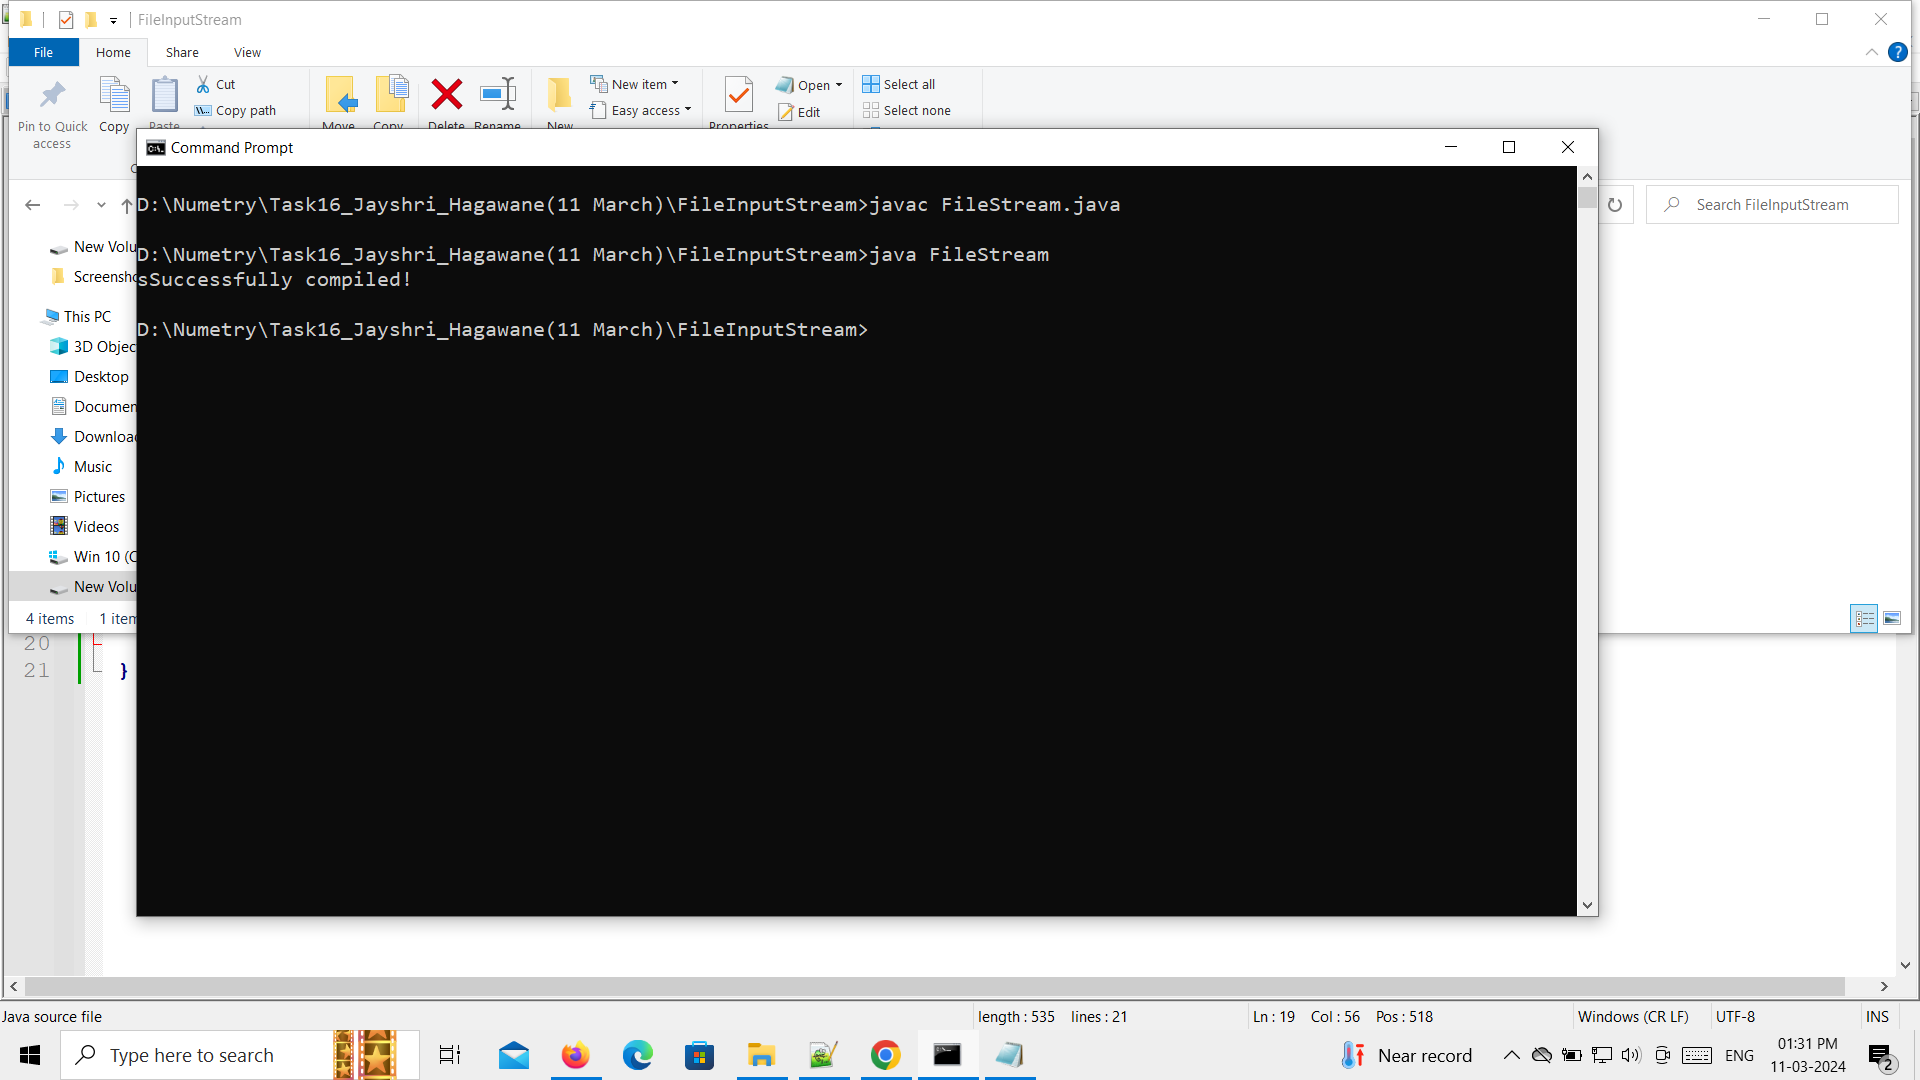 FileInputStream
File Home Share View
Pin to Quick access
Copy
Paste
Cut
Copy path
Move
Copy
Delete
Rename
New
New item
Easy access
Properties
Open
Edit
Select all
Select none
Command Prompt
D:\Numetry\Task16_Jayshri_Hagawane(11 March)\FileInputStream>javac FileStream.java
D:\Numetry\Task16_Jayshri_Hagawane(11 March)\FileInputStream>java FileStream
sSuccessfully compiled!
D:\Numetry\Task16_Jayshri_Hagawane(11 March)\FileInputStream>
Search FileInputStream
New Volu
Screensho
This PC
3D Objec
Desktop
Documen
Downloa
Music
Pictures
Videos
Win 10 (C
New Volu
4 items 1 item
20
21 }
Java source file length : 535 lines : 21 Ln : 19 Col : 56 Pos : 518 Windows (CR LF) UTF-8 INS
Type here to search
Near record
ENG
01:31 PM
11-03-2024
2